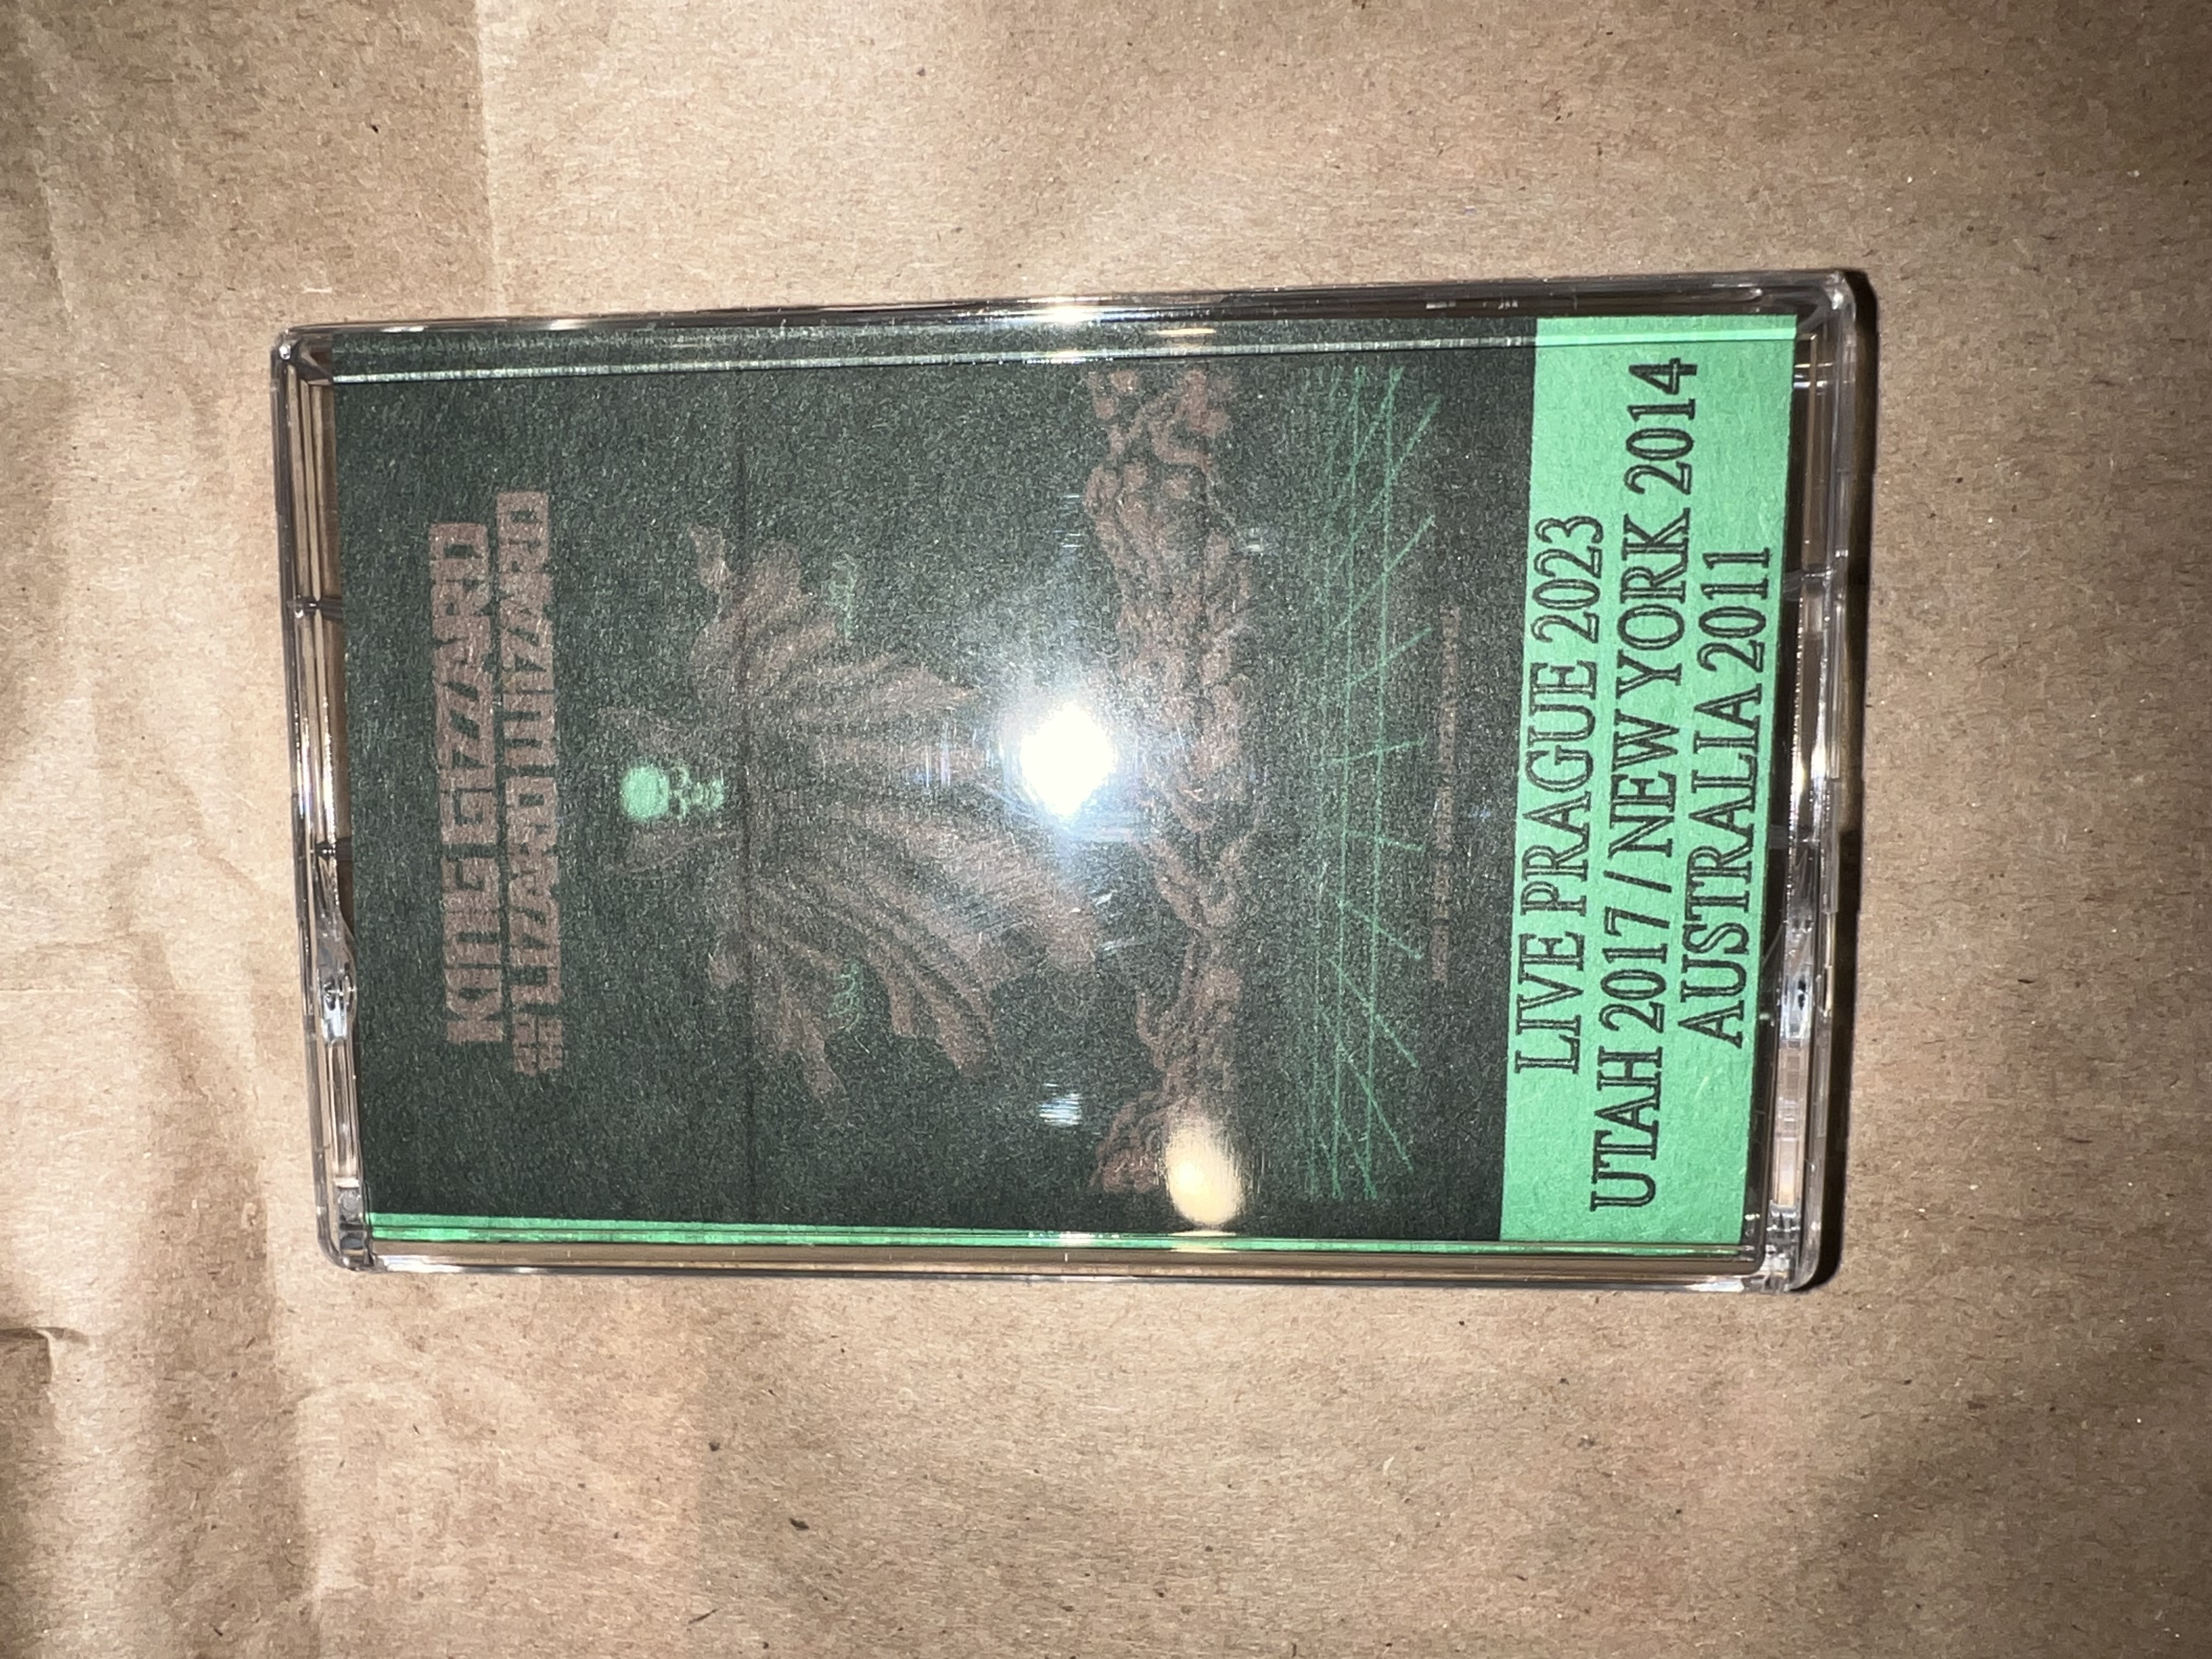 KING GIZZARD
& THE LIZARD WIZARD
LIVE PRAGUE 2023
UTAH 2017 / NEW YORK 2014
AUSTRALIA 2011